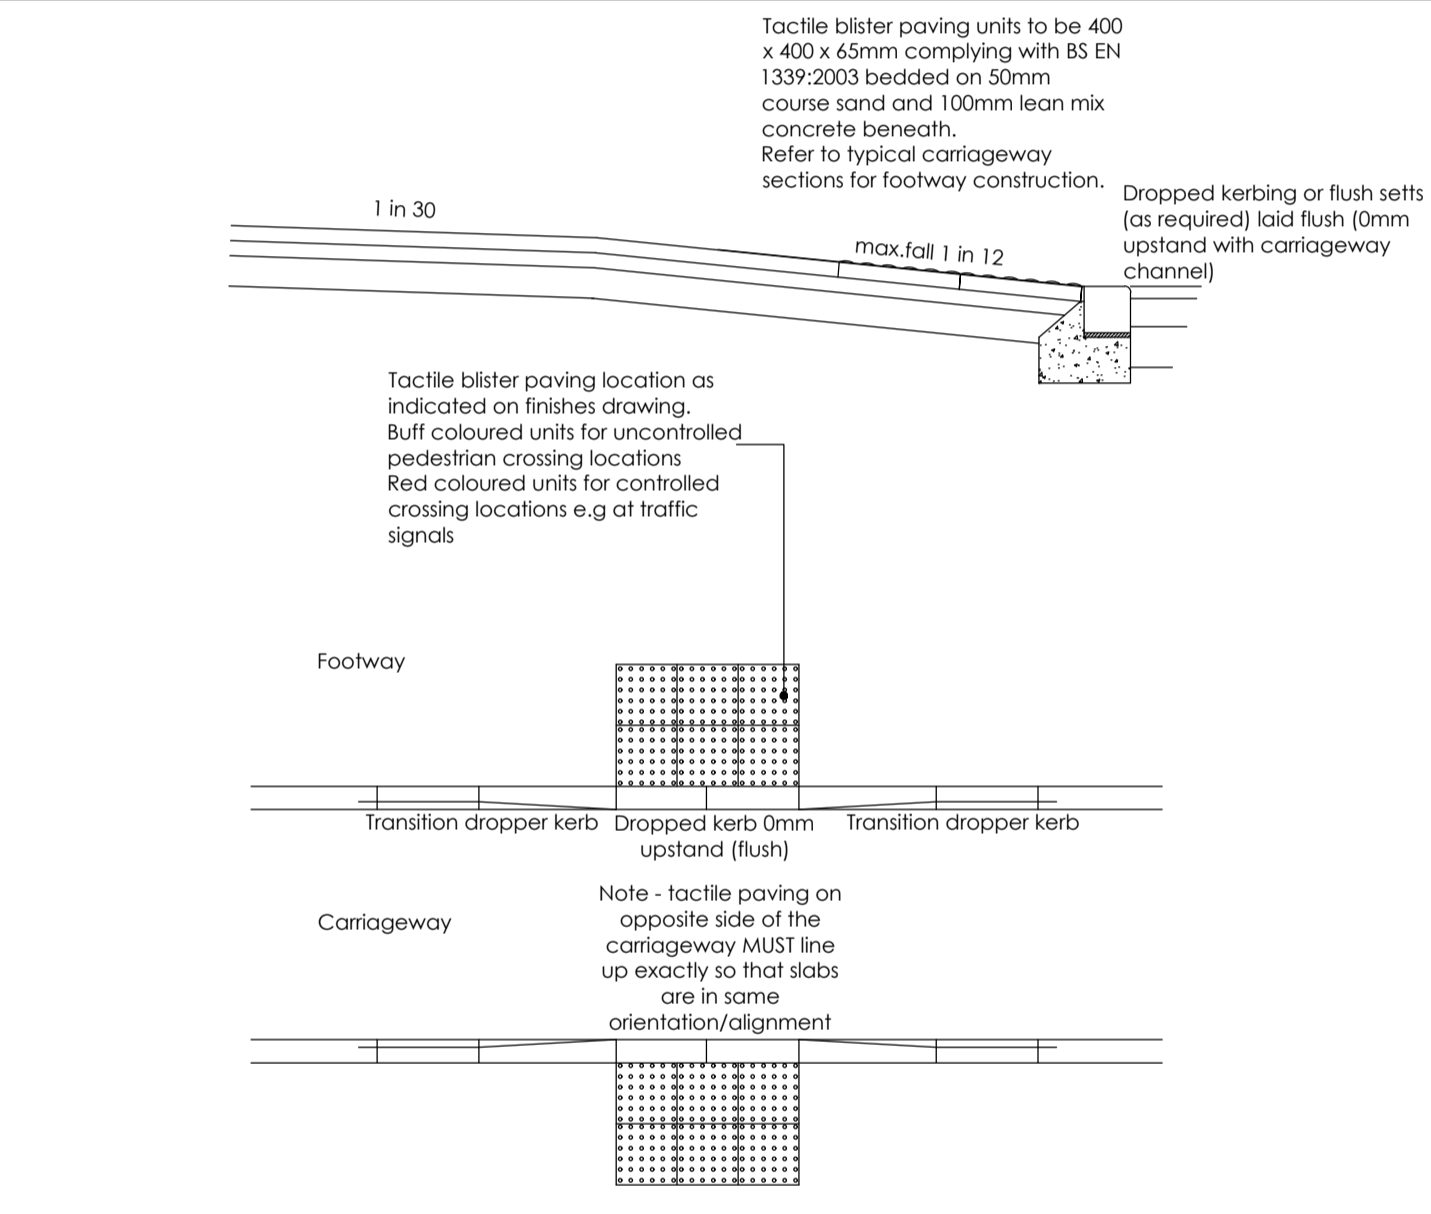 Tactile blister paving units to be 400
x 400 x 65mm complying with BS EN
1339:2003 bedded on 50mm
course sand and 100mm lean mix
concrete beneath.
Refer to typical carriageway
sections for footway construction.
Dropped kerbing or flush setts
(as required) laid flush (0mm
upstand with carriageway
channel)
1 in 30
max.fall 1 in 12
Tactile blister paving location as
indicated on finishes drawing.
Buff coloured units for uncontrolled
pedestrian crossing locations
Red coloured units for controlled
crossing locations e.g at traffic
signals
Footway
Transition dropper kerb
Dropped kerb 0mm
upstand (flush)
Transition dropper kerb
Carriageway
Note - tactile paving on
opposite side of the
carriageway MUST line
up exactly so that slabs
are in same
orientation/alignment